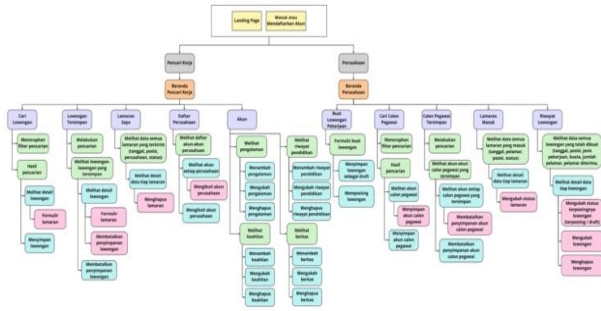 Landing Page
Masuk atau
Mendaftarkan Akun
Pencari Kerja
Perusahaan
Beranda
Pencari Kerja
Beranda
Perusahaan
Cari
Lowongan
Lowongan
Tersimpan
Lamaran
Saya
Daftar
Perusahaan
Akun
Buat
Lowongan
Pekerjaan
Cari Calon
Pegawai
Calon Pegawai
Tersimpan
Lamaran
Masuk
Riwayat
Lowongan
Menerapkan
filter pencarian
Hasil
pencarian
Melihat detail
lowongan
Formulir
lamaran
Menyimpan
lowongan
Melakukan
pencarian
Melihat lowongan-
lowongan yang
tersimpan
Melihat detail
lowongan
Formulir
lamaran
Membatalkan
penyimpanan
lowongan
Membatalkan
penyimpanan
lowongan
Melihat data semua
lamaran yang terkirim
(tanggal, posisi,
perusahaan, status)
Melihat detail
data tiap lamaran
Menghapus
lamaran
Melihat daftar
akun-akun
perusahaan
Melihat akun
setiap perusahaan
Mengikuti akun
perusahaan
Mengikuti akun
perusahaan
Melihat
pengalaman
Menambah
pengalaman
Mengubah
pengalaman
Menghapus
pengalaman
Melihat
keahlian
Menambah
keahlian
Mengubah
keahlian
Menghapus
keahlian
Melihat
riwayat
pendidikan
Menambah riwayat
pendidikan
Mengubah riwayat
pendidikan
Menghapus
riwayat pendidikan
Melihat
berkas
Menambah
berkas
Mengubah
berkas
Menghapus
berkas
Formulir buat
lowongan
Menyimpan
lowongan
sebagai draft
Memposting
lowongan
Menerapkan
filter pencarian
Hasil
pencarian
Melihat akun
calon pegawai
Menyimpan
akun calon
pegawai
Menyimpan
akun calon
pegawai
Melakukan
pencarian
Melihat akun-akun
calon pegawai yang
tersimpan
Melihat akun setiap
calon pegawai yang
tersimpan
Membatalkan
penyimpanan akun
calon pegawai
Membatalkan
penyimpanan akun
calon pegawai
Melihat data semua
lamaran yang masuk
(tanggal, pelamar,
posisi, status)
Melihat detail
data tiap lamaran
Mengubah status
lamaran
Melihat data semua
lowongan yang telah dibuat
(tanggal, posisi,
pekerjaan, kuota, jumlah
pelamar, pelamar diterima,
Melihat detail data
tiap lowongan
Mengubah status
terpostingnya
lowongan
(terposting / draft)
Mengubah
lowongan
Menghapus
lowongan